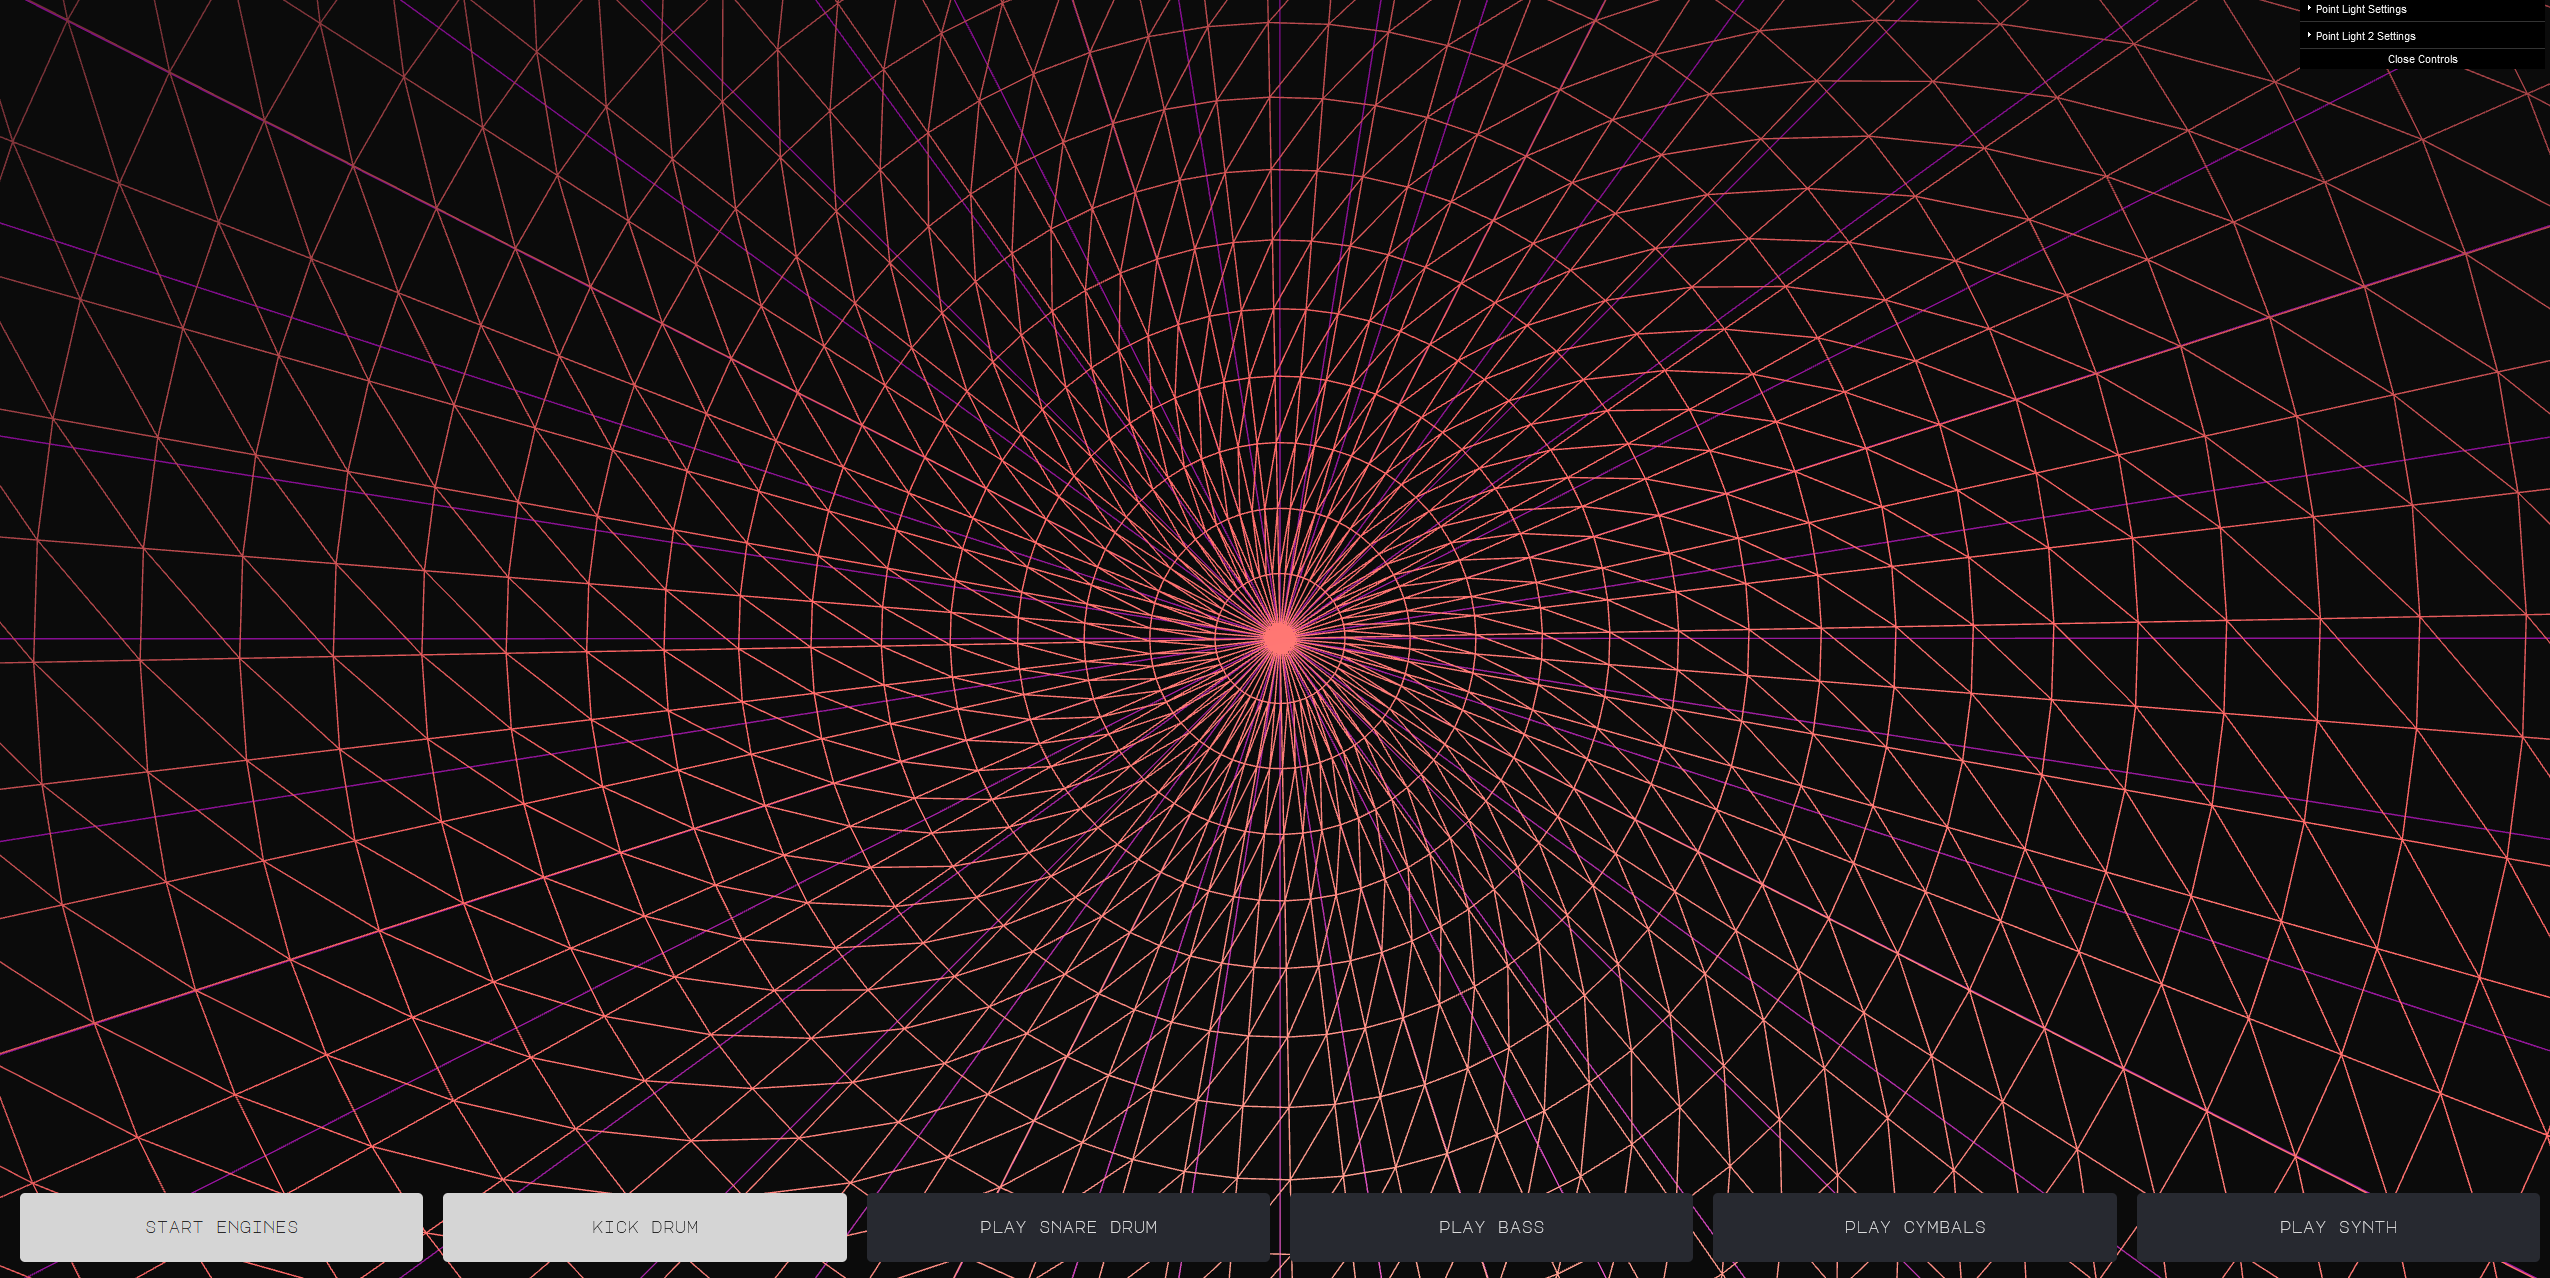 Point Light Settings
Point Light 2 Settings
Close Controls
START ENGINES
KICK DRUM
PLAY SNARE DRUM
PLAY BASS
PLAY CYMBALS
PLAY SYNTH